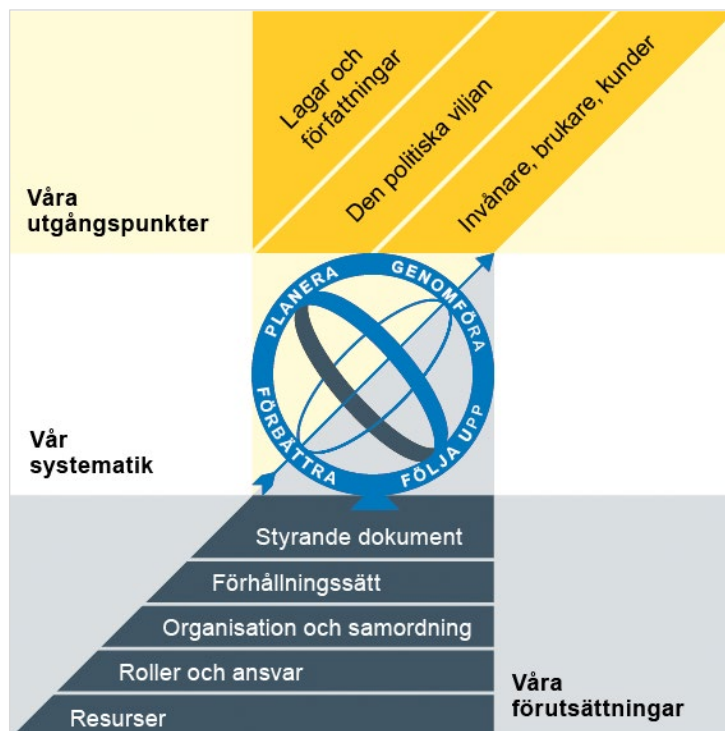 Lagar och
författningar
Den politiska viljan
Invånare, brukare, kunder
Våra
utgångspunkter
PLANERA
GENOMFÖRA
FÖLJA UPP
FÖRBÄTTRA
Vår
systematik
Styrande dokument
Förhållningssätt
Organisation och samordning
Roller och ansvar
Resurser
Våra
förutsättningar